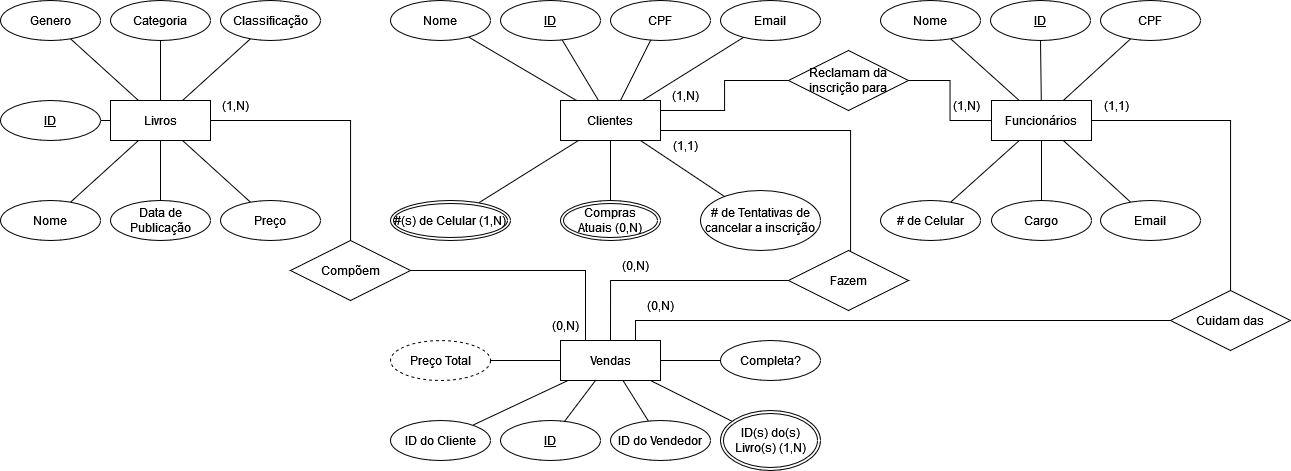 Genero
Categoria
Classificação
Nome
ID
CPF
Email
Nome
ID
CPF
Reclamam da
inscrição para
(1,N)
(1,N)
(1,N)
(1,1)
ID
Livros
Clientes
Funcionários
(1,1)
Nome
Data de
Publicação
Preço
#(s) de Celular (1,N)
Compras
Atuais (0,N)
# de Tentativas de
cancelar a inscrição
# de Celular
Cargo
Email
Compõem
(0,N)
Fazem
(0,N)
(0,N)
Cuidam das
Preço Total
Vendas
Completa?
ID do Cliente
ID
ID do Vendedor
ID(s) do(s)
Livro(s) (1,N)